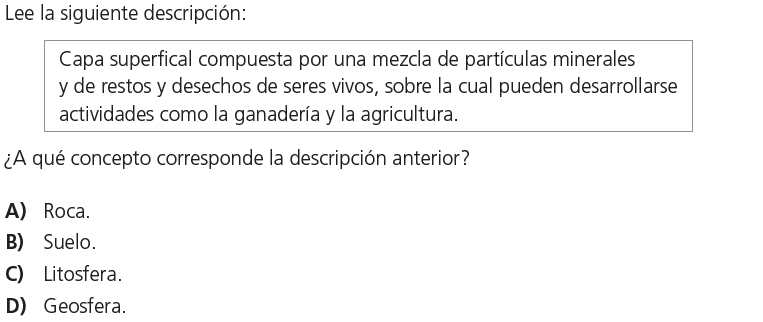 Lee la siguiente descripción:
Capa superfical compuesta por una mezcla de partículas minerales
y de restos y desechos de seres vivos, sobre la cual pueden desarrollarse
actividades como la ganadería y la agricultura.
¿A qué concepto corresponde la descripción anterior?
A) Roca.
B) Suelo.
C) Litosfera.
D) Geosfera.